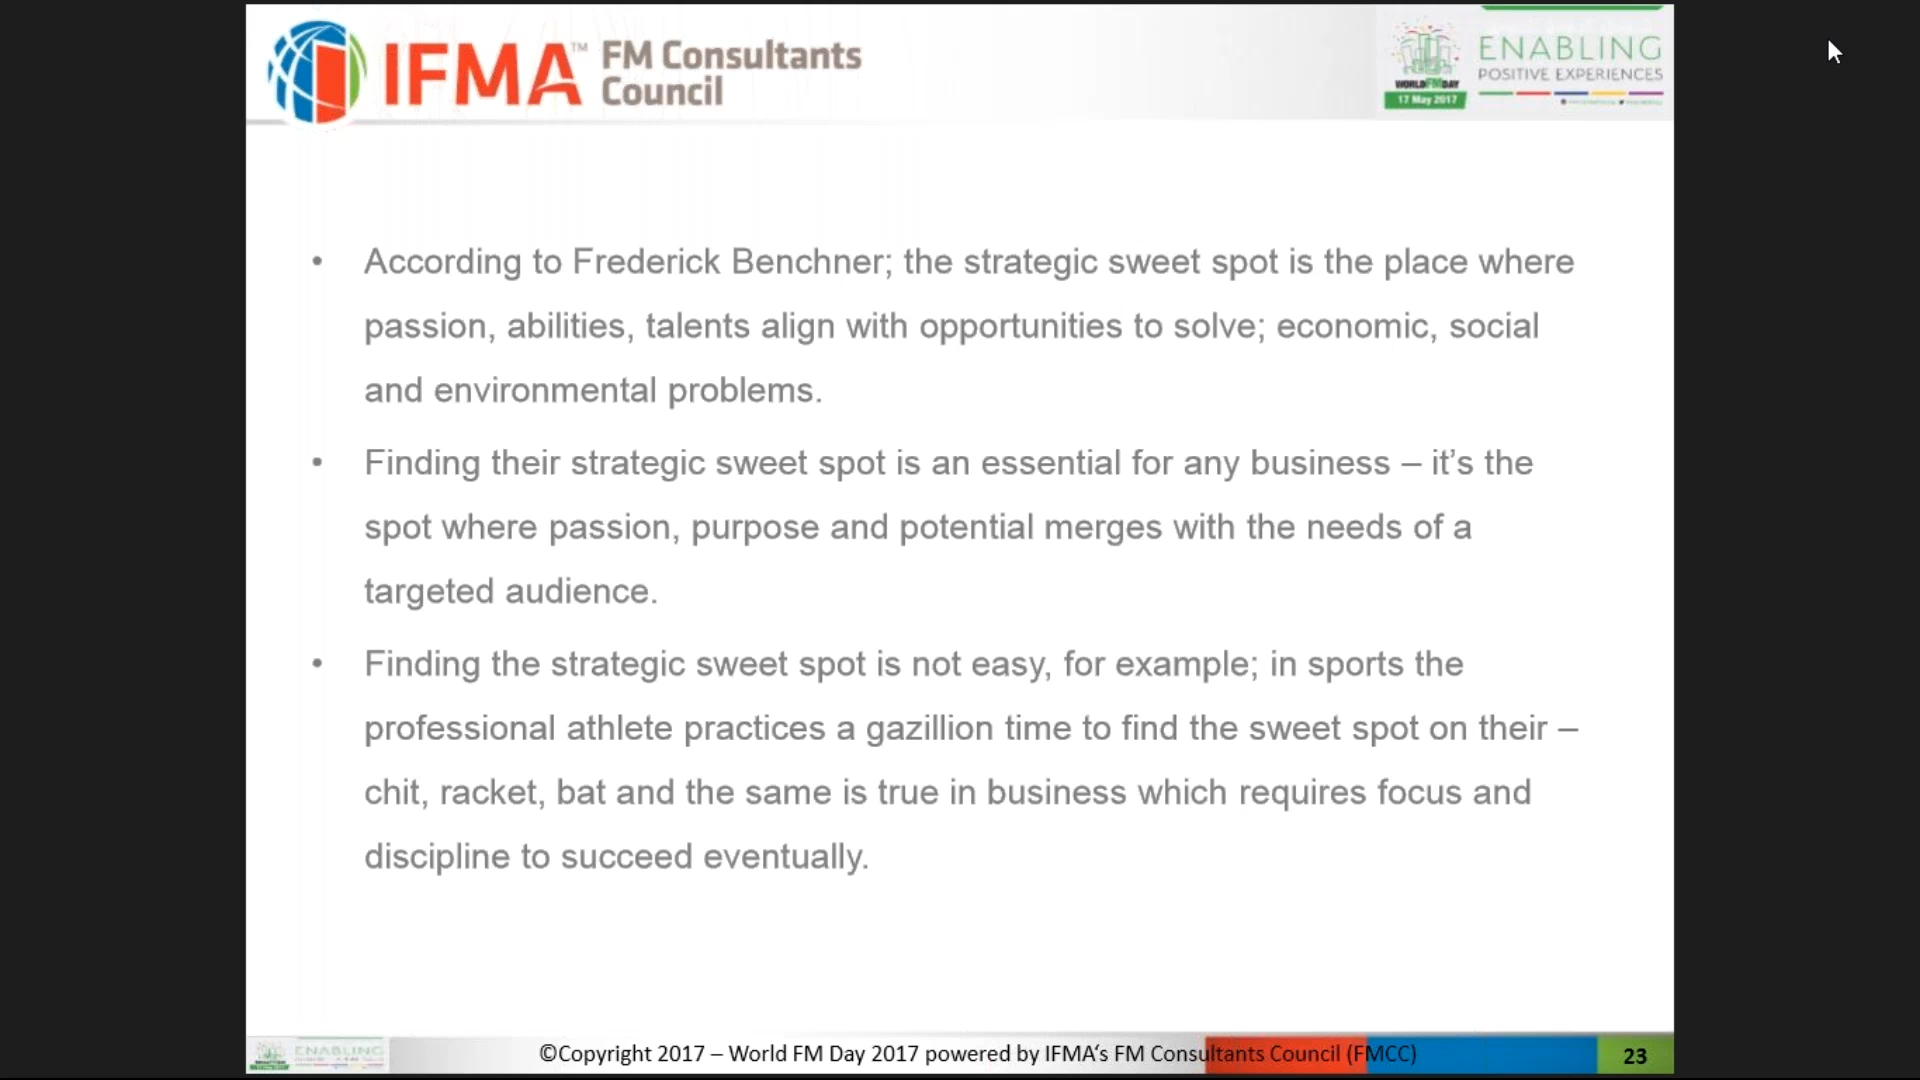 IFMA™ FM Consultants
Council
WORLD FM DAY
17 May 2017
ENABLING
POSITIVE EXPERIENCES
• According to Frederick Benchner; the strategic sweet spot is the place where
passion, abilities, talents align with opportunities to solve; economic, social
and environmental problems.
• Finding their strategic sweet spot is an essential for any business – it’s the
spot where passion, purpose and potential merges with the needs of a
targeted audience.
• Finding the strategic sweet spot is not easy, for example; in sports the
professional athlete practices a gazillion time to find the sweet spot on their –
chit, racket, bat and the same is true in business which requires focus and
discipline to succeed eventually.
ENABLING
©Copyright 2017 – World FM Day 2017 powered by IFMA‘s FM Consultants Council (FMCC)
23